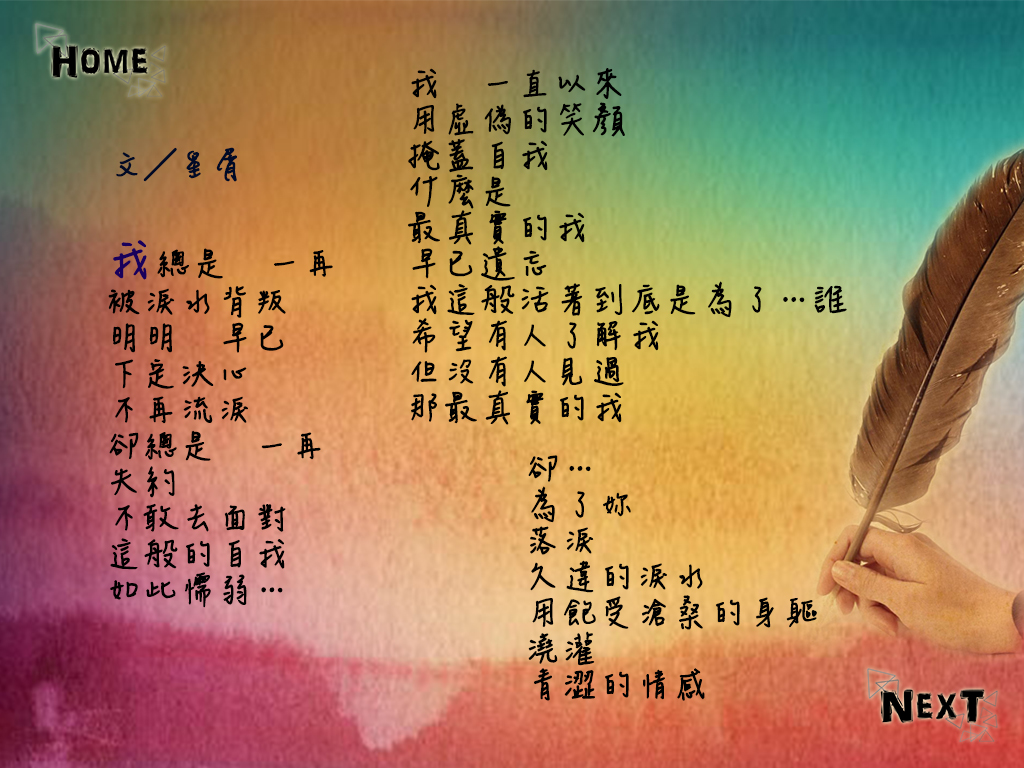 HOME
文／星胥
我總是 一再
被淚水背叛
明明 早已
下定決心
不再流淚
卻總是 一再
失約
不敢去面對
這般的自我
如此懦弱…
我 一直以來
用虛偽的笑顏
掩蓋自我
什麼是
最真實的我
早已遺忘
我這般活著到底是為了…誰
希望有人了解我
但沒有人見過
那最真實的我
卻…
為了妳
落淚
久違的淚水
用飽受滄桑的身軀
澆灌
青澀的情感
NEXT